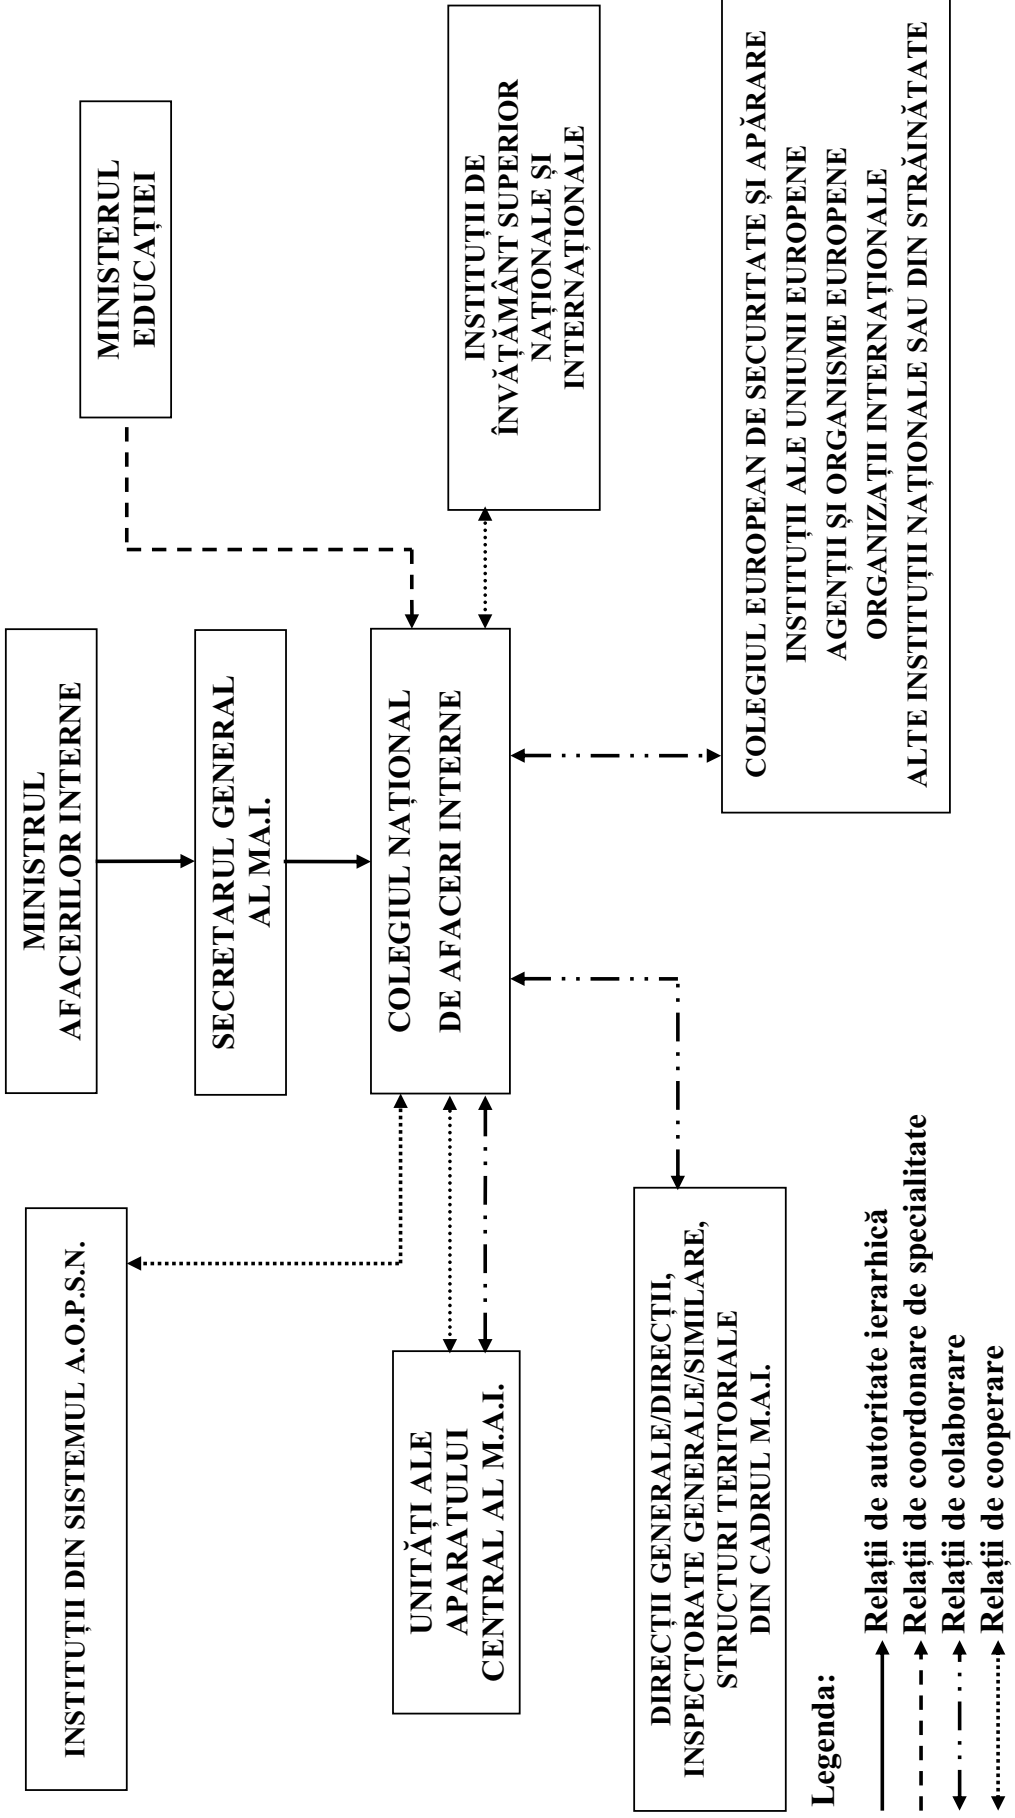 MINISTRUL
AFACERILOR INTERNE
SECRETARUL GENERAL
AL MA.I.
COLEGIUL NAȚIONAL
DE AFACERI INTERNE
MINISTERUL
EDUCAȚIEI
INSTITUȚII DE
ÎNVĂȚĂMÂNT SUPERIOR
NAȚIONALE ȘI
INTERNAȚIONALE
INSTITUȚII DIN SISTEMUL A.O.P.S.N.
UNITĂȚI ALE
APARATULUI
CENTRAL AL M.A.I.
DIRECȚII GENERALE/DIRECȚII,
INSPECTORATE GENERALE/SIMILARE,
STRUCTURI TERITORIALE
DIN CADRUL M.A.I.
COLEGIUL EUROPEAN DE SECURITATE ȘI APĂRARE
INSTITUȚII ALE UNIUNII EUROPENE
AGENȚII ȘI ORGANISME EUROPENE
ORGANIZAȚII INTERNAȚIONALE
ALTE INSTITUȚII NAȚIONALE SAU DIN STRĂINĂTATE
Legenda:
Relații de autoritate ierarhică
Relații de coordonare de specialitate
Relații de colaborare
Relații de cooperare